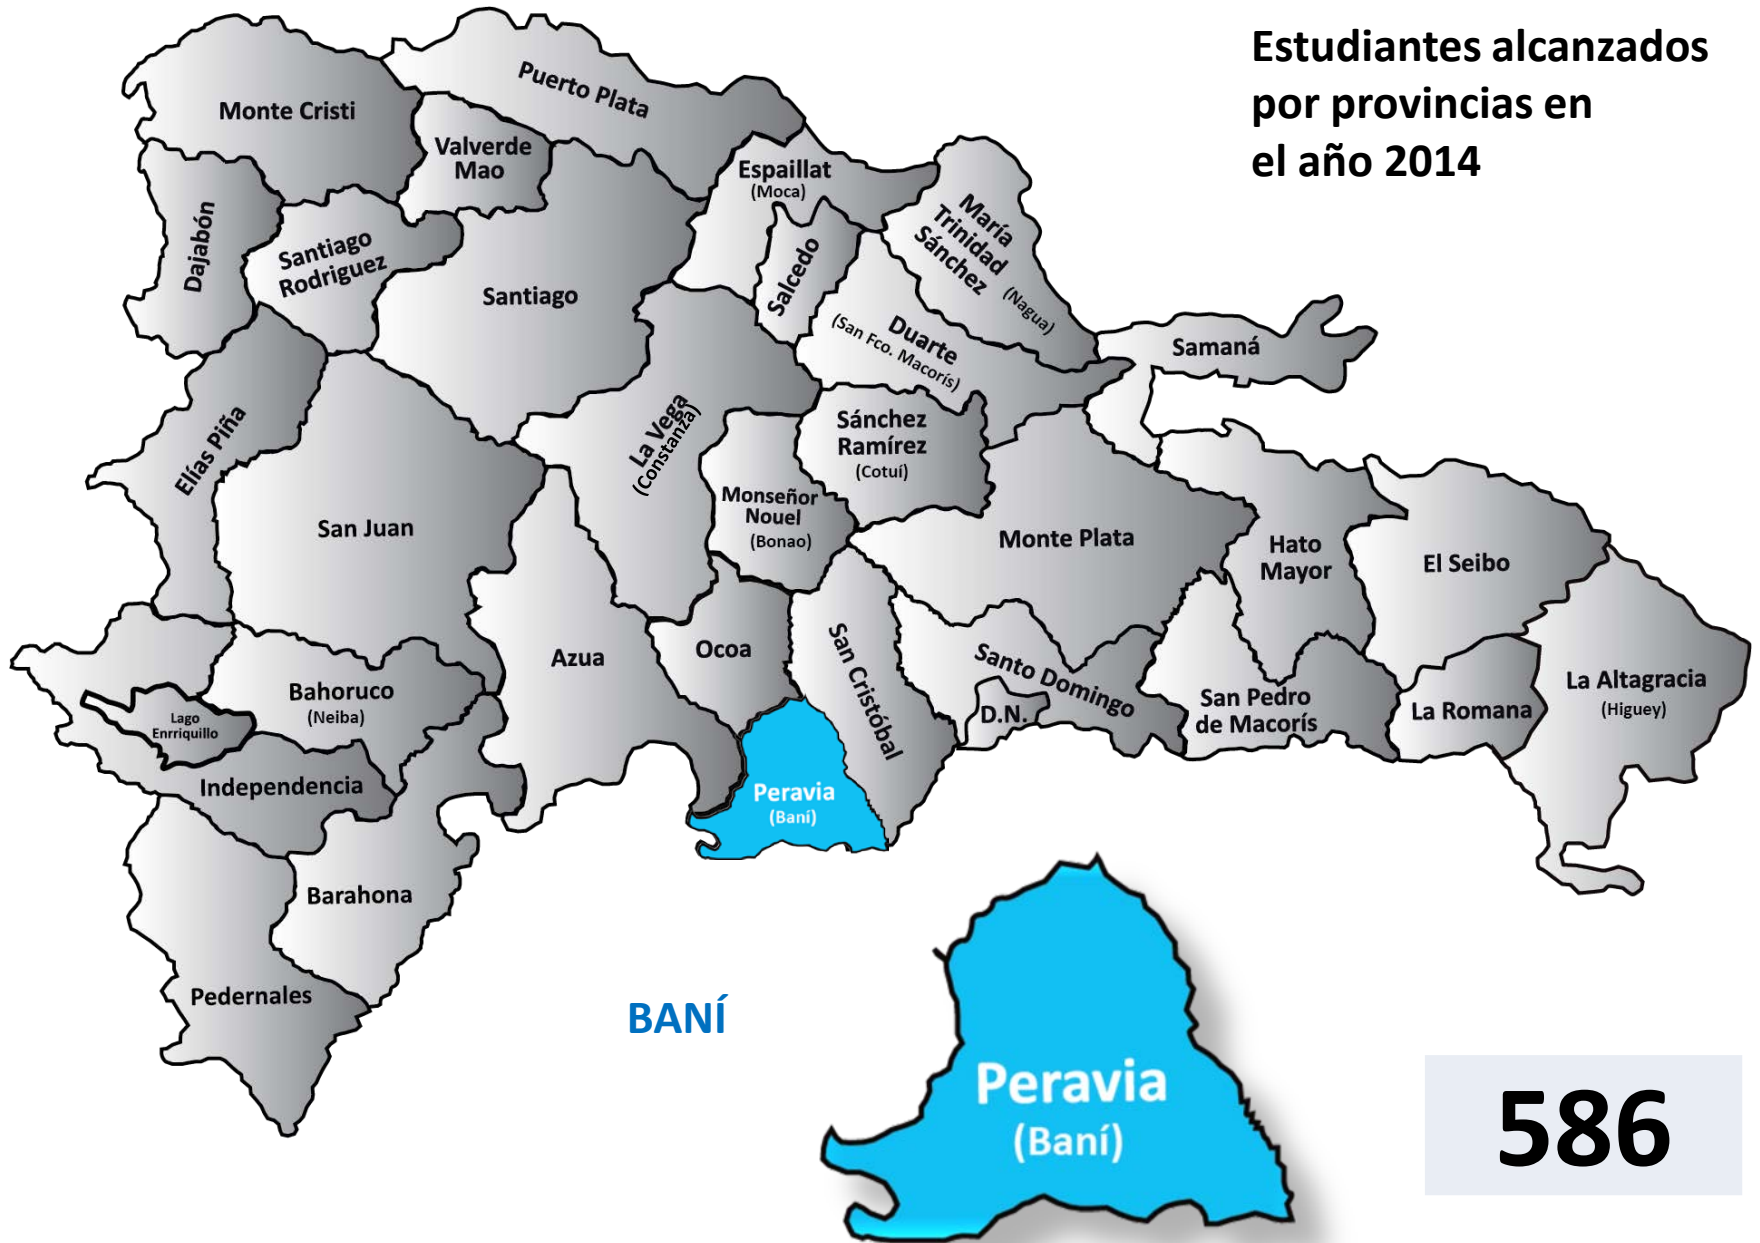 Estudiantes alcanzados
por provincias en
el año 2014
Monte Cristi
Puerto Plata
Valverde
Mao
Espaillat
(Moca)
María
Trinidad
Sánchez
(Nagua)
Dajabón
Santiago
Rodriguez
Santiago
Salcedo
Duarte
(San Fco. Macorís)
Samaná
Elías Piña
La Vega
(Constanza)
Sánchez
Ramírez
(Cotuí)
San Juan
Monseñor
Nouel
(Bonao)
Monte Plata
Hato
Mayor
El Seibo
Azua
Ocoa
San Cristóbal
Santo Domingo
D.N.
San Pedro
de Macorís
La Romana
La Altagracia
(Higuey)
Bahoruco
(Neiba)
Lago
Enrriquillo
Independencia
Peravia
(Baní)
Barahona
Pedernales
BANÍ
Peravia
(Baní)
586